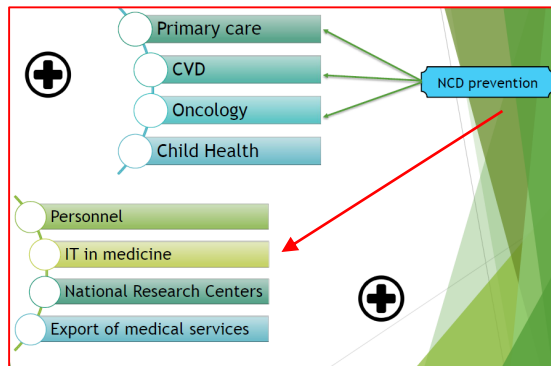 Primary care
CVD
Oncology
Child Health
NCD prevention
Personnel
IT in medicine
National Research Centers
Export of medical services